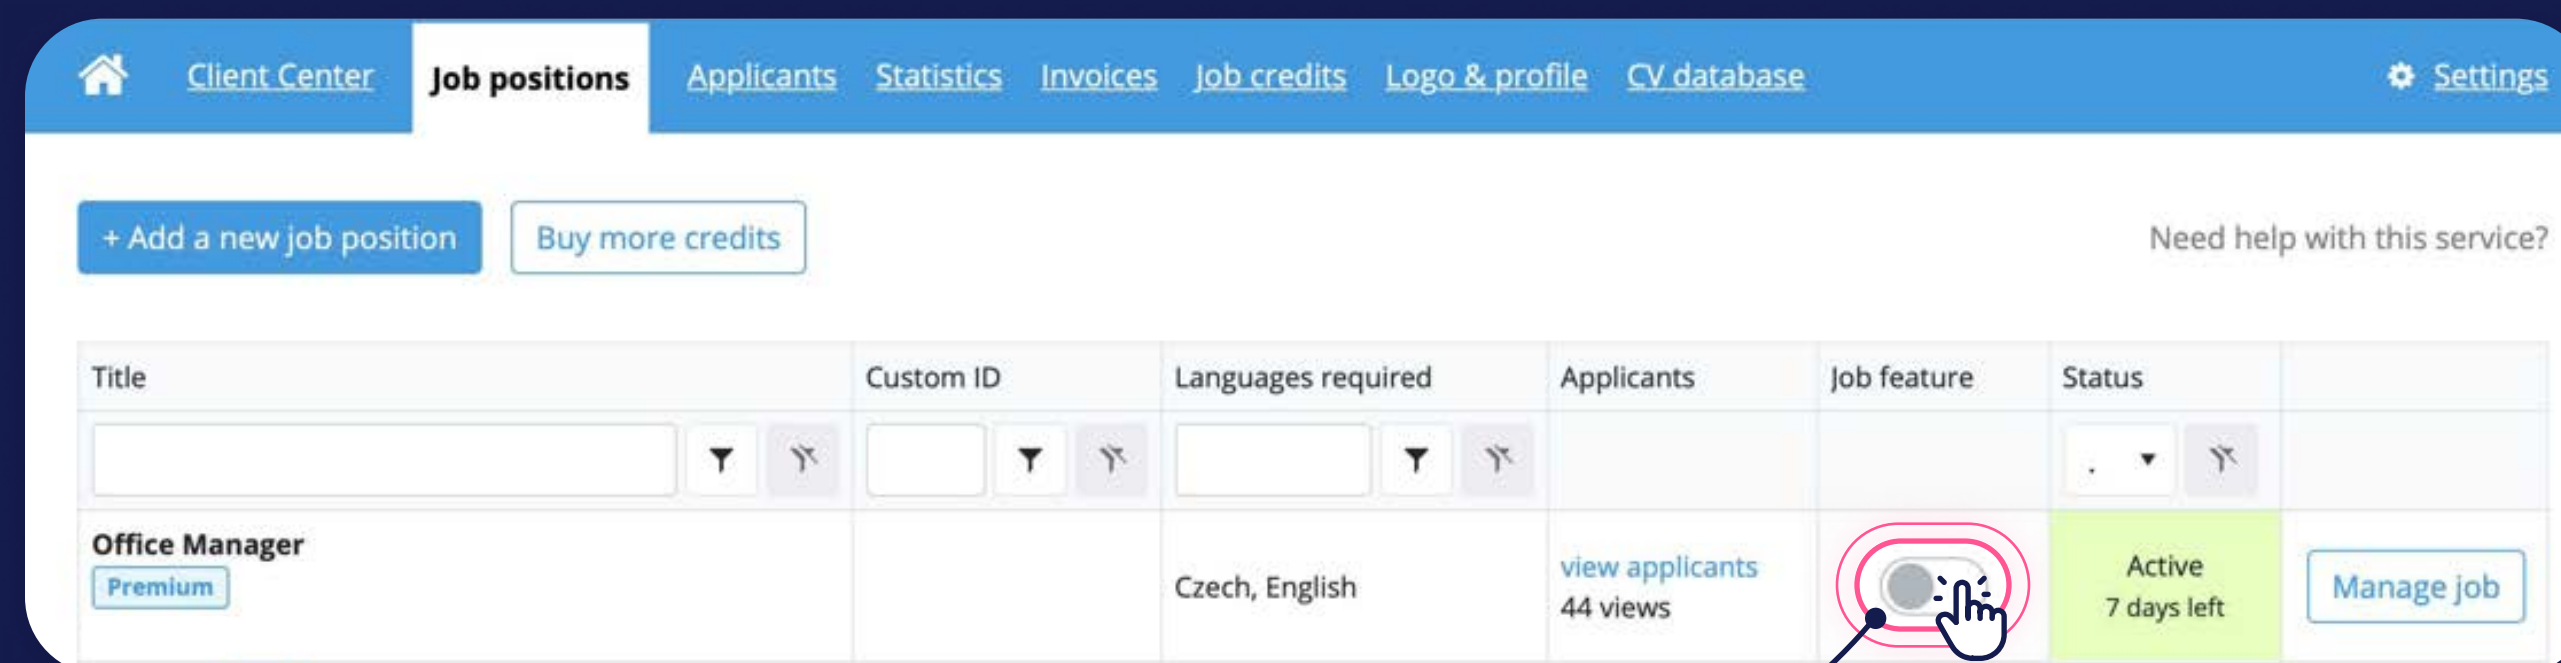 Client Center Job positions Applicants Statistics Invoices Job credits Logo & profile CV database Settings
+ Add a new job position Buy more credits Need help with this service?
Title Custom ID Languages required Applicants Job feature Status
.
Office Manager
Premium
Czech, English
view applicants
44 views
Active
7 days left
Manage job